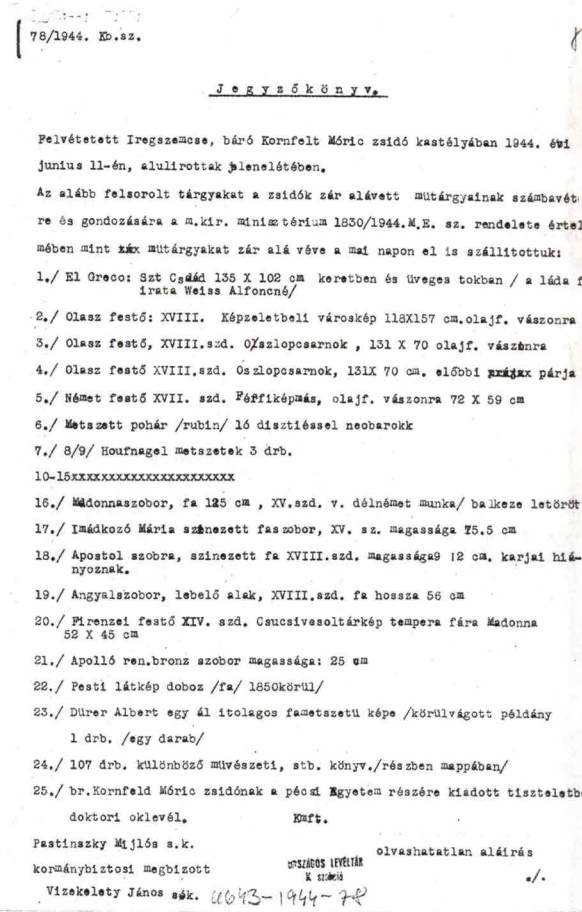 78/1944. Kb.sz.
Jegyzőkönyv.
Felvétetett Iregszemcse, báró Kornfelt Móric zsidó kastélyában 1944. évi
junius 11-én, alulirottak jelenelétében.
Az alább felsorolt tárgyakat a zsidók zár alávett mütárgyainak számbavét
re és gondozására a m.kir. minisztérium 1830/1944.M.E. sz. rendelete értel
mében mint mütárgyakat zár alá véve a mai napon el is szállitottuk:
1./ El Greco: Szt Család 135 X 102 cm keretben és üveges tokban / a láda f
irata Weiss Alfoncné/
2./ Olasz festő: XVIII. Képzeletbeli városkép 118X157 cm.olajf. vászonra
3./ Olasz festő, XVIII.szd. Oszlopcsarnok , 131 X 70 olajf. vászonra
4./ Olasz festő XVIII.szd. Oszlopcsarnok, 131X 70 cm. előbbi párja
5./ Német festő XVII. szd. Férfiképmás, olajf. vászonra 72 X 59 cm
6./ Metszett pohár /rubin/ ló disztiéssel neobarokk
7./ 8/9/ Houfnagel metszetek 3 drb.
10-15xxxxxxxxxxxxxxxxxxxxxx
16./ Madonnaszobor, fa 125 cm , XV.szd. v. délnémet munka/ balkeze letöröt
17./ Imádkozó Mária szinezett faszobor, XV. sz. magassága 75.5 cm
18./ Apostol szobra, szinezett fa XVIII.szd. magassága9 12 cm. karjai hiá-
nyoznak.
19./ Angyalszobor, lebelő alak, XVIII.szd. fa hossza 56 cm
20./ Firenzei festő XIV. szd. Csucsivesoltárkép tempera fára Madonna
52 X 45 cm
21./ Apolló ren.bronz szobor magassága: 25 cm
22./ Pesti látkép doboz /fa/ 1850körül/
23./ Dürer Albert egy ál itolagos fametszetü képe /körülvágott példány
1 drb. /egy darab/
24./ 107 drb. különböző müvészeti, stb. könyv./részben mappában/
25./ br.Kornfeld Móric zsidónak a pécsi Egyetem részére kiadott tiszteletb
doktori oklevél. Kmft.
Pastinszky Mijlós s.k.
olvashatatlan aláirás
kormánybiztosi megbizott
ORSZÁGOS LEVÉLTÁR
K szekció
./.
Vizekelety János sök. U643-1944-78